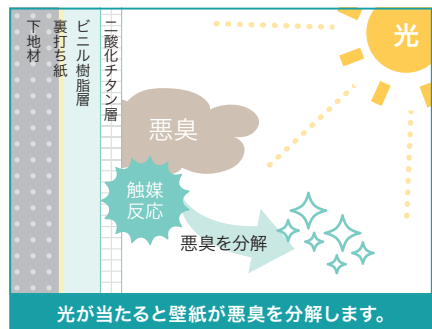 下地材
裏打ち紙
ビニル樹脂層
二酸化チタン層
光
悪臭
触媒
反応
悪臭を分解
光が当たると壁紙が悪臭を分解します。